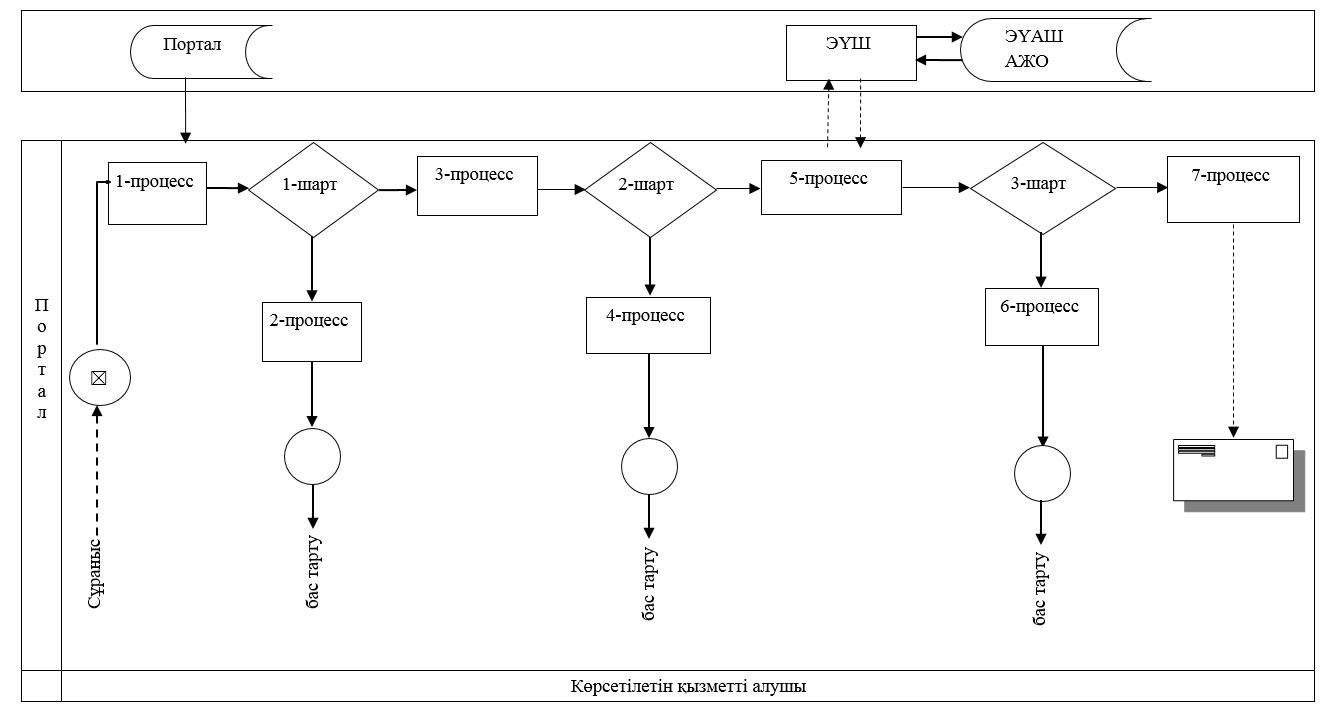 Портал
ЭҮШ
ЭҮАШ
АЖО
1-процесс
1-шарт
3-процесс
2-шарт
5-процесс
3-шарт
7-процесс
2-процесс
4-процесс
6-процесс
Портал
Сұраныс
бас тарту
бас тарту
бас тарту
Көрсетілетін қызметті алушы